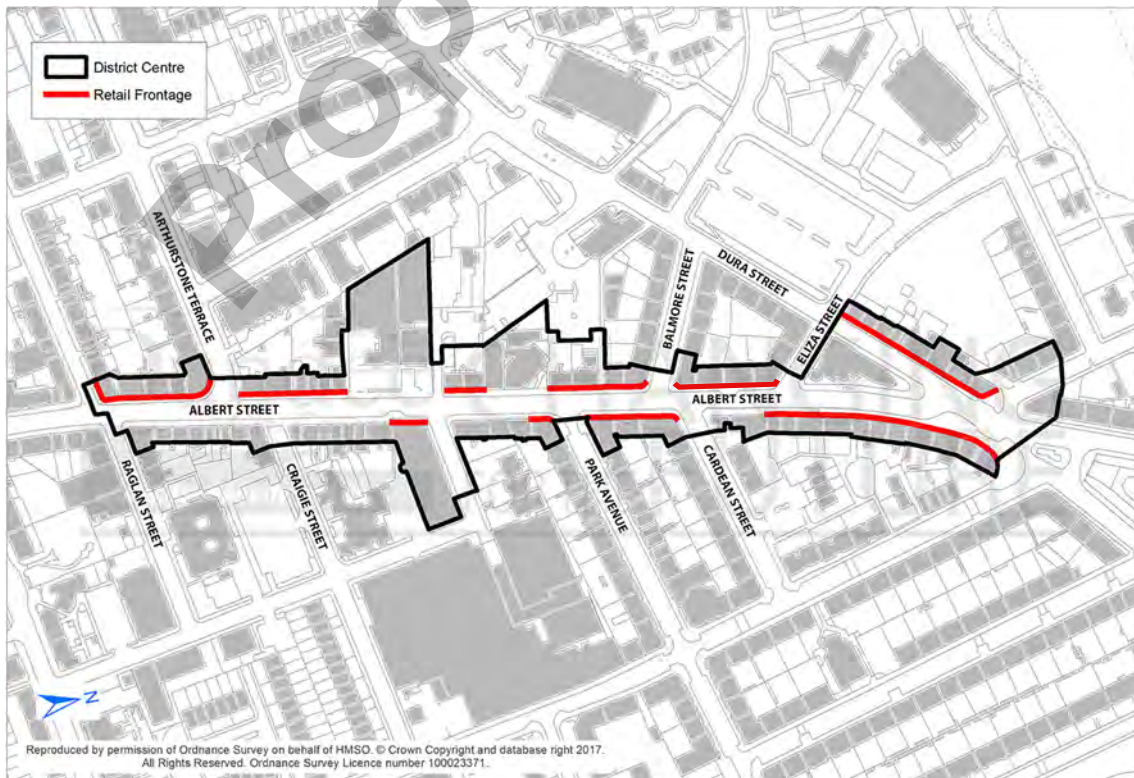 Prop
District Centre
Retail Frontage
ARTHURSTONE TERRACE
BALMORE STREET
DURA STREET
ELIZA STREET
ALBERT STREET
ALBERT STREET
RAGLAN STREET
CRAIGIE STREET
PARK AVENUE
CARDEAN STREET
N
Reproduced by permission of Ordnance Survey on behalf of HMSO. © Crown Copyright and database right 2017.
All Rights Reserved. Ordnance Survey Licence number 100023371.